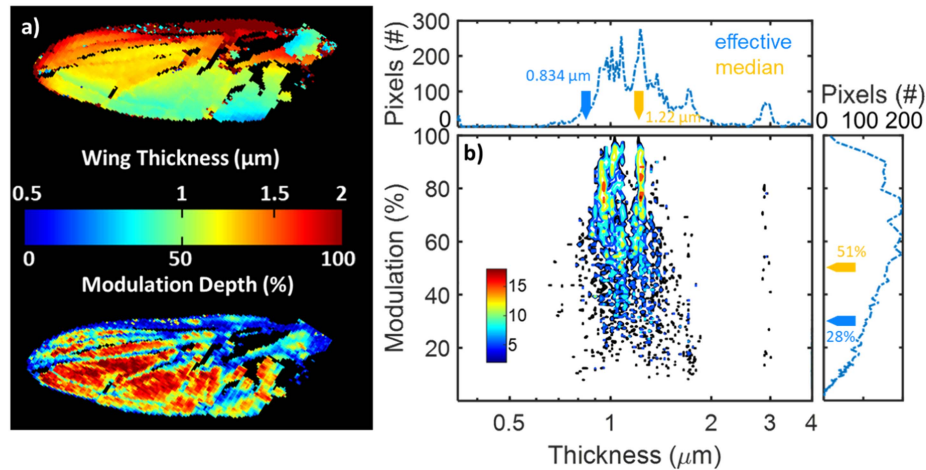 a)
Wing Thickness (μm)
0.5 1 1.5 2
0 50 100
Modulation Depth (%)
Pixels (#)
300
200
100
0
effective
median
0.834 μm
1.22 μm
Pixels (#)
0 100 200
b)
Modulation (%)
100
80
60
40
20
15
10
5
51%
28%
0.5 1 2 3 4
Thickness (μm)